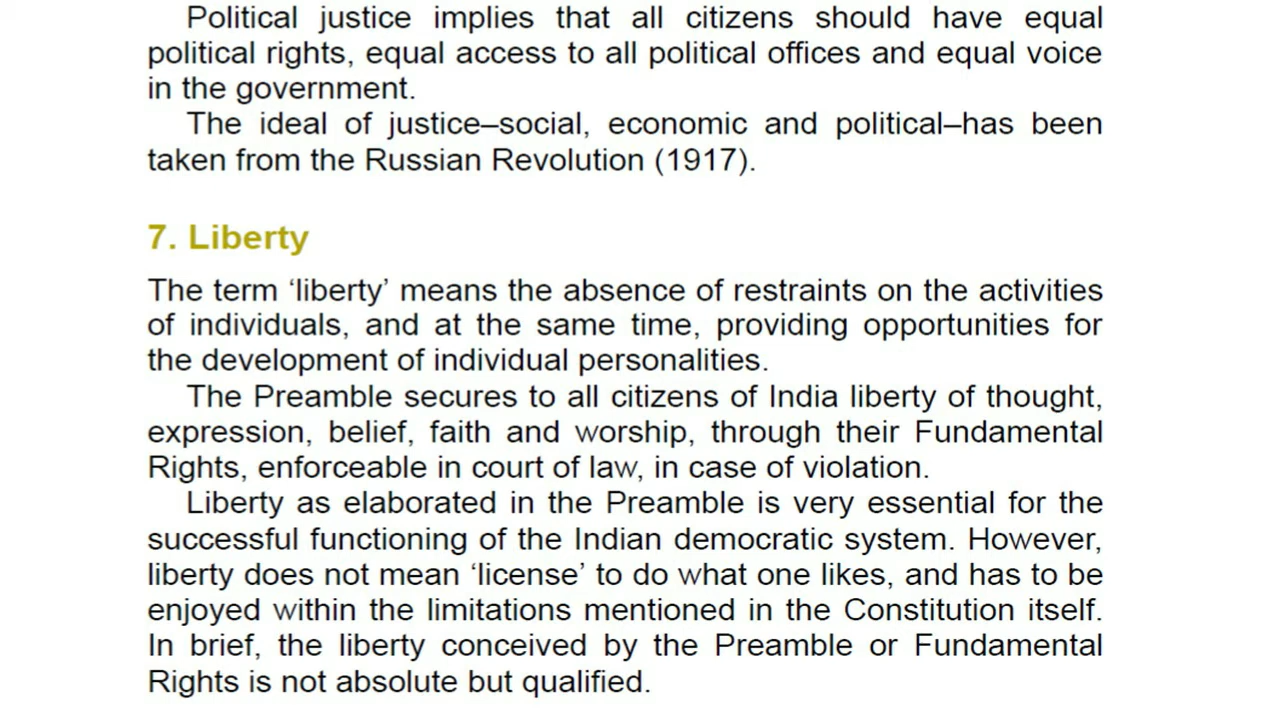 Political justice implies that all citizens should have equal
political rights, equal access to all political offices and equal voice
in the government.
The ideal of justice–social, economic and political–has been
taken from the Russian Revolution (1917).
7. Liberty
The term ‘liberty’ means the absence of restraints on the activities
of individuals, and at the same time, providing opportunities for
the development of individual personalities.
The Preamble secures to all citizens of India liberty of thought,
expression, belief, faith and worship, through their Fundamental
Rights, enforceable in court of law, in case of violation.
Liberty as elaborated in the Preamble is very essential for the
successful functioning of the Indian democratic system. However,
liberty does not mean ‘license’ to do what one likes, and has to be
enjoyed within the limitations mentioned in the Constitution itself.
In brief, the liberty conceived by the Preamble or Fundamental
Rights is not absolute but qualified.